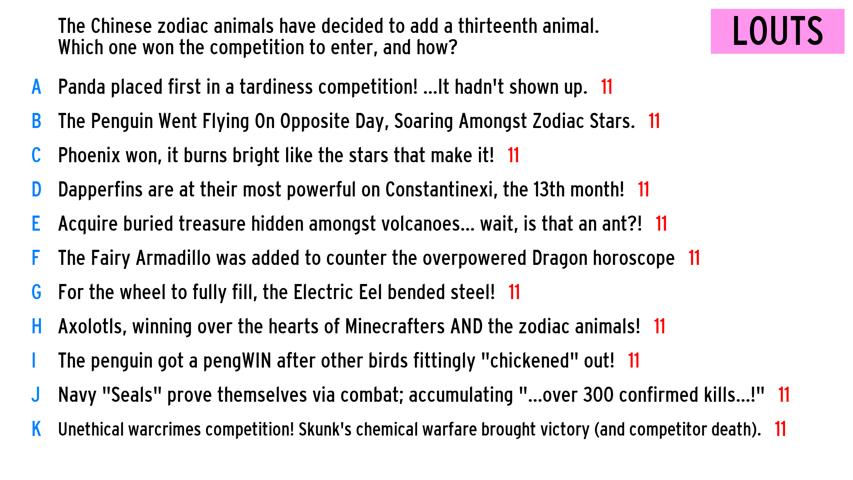 The Chinese zodiac animals have decided to add a thirteenth animal.
Which one won the competition to enter, and how?
LOUTS
A Panda placed first in a tardiness competition! ...It hadn't shown up. 11
B The Penguin Went Flying On Opposite Day, Soaring Amongst Zodiac Stars. 11
C Phoenix won, it burns bright like the stars that make it! 11
D Dapperfins are at their most powerful on Constantinexi, the 13th month! 11
E Acquire buried treasure hidden amongst volcanoes... wait, is that an ant?! 11
F The Fairy Armadillo was added to counter the overpowered Dragon horoscope 11
G For the wheel to fully fill, the Electric Eel bended steel! 11
H Axolotls, winning over the hearts of Minecrafters AND the zodiac animals! 11
I The penguin got a pengWIN after other birds fittingly "chickened" out! 11
J Navy "Seals" prove themselves via combat; accumulating "...over 300 confirmed kills...!" 11
K Unethical warcrimes competition! Skunk's chemical warfare brought victory (and competitor death). 11